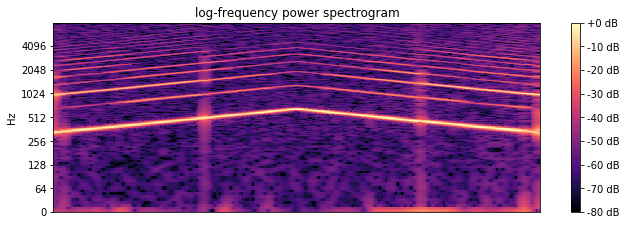 log-frequency power spectrogram
Hz
4096
2048
1024
512
256
128
64
0
+0 dB
-10 dB
-20 dB
-30 dB
-40 dB
-50 dB
-60 dB
-70 dB
-80 dB